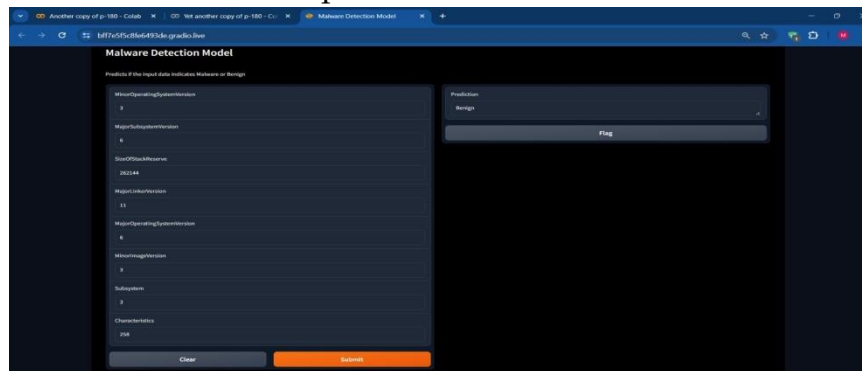 Another copy of p-180 - Colab
Yet another copy of p-180 - Co
Malware Detection Model
bff7e5f5c8fe6493de.gradio.live
Malware Detection Model
Predicts if the input data indicates Malware or Benign
MinorOperatingSystemVersion
3
MajorSubsystemVersion
6
SizeOfStackReserve
262144
MajorLinkerVersion
11
MajorOperatingSystemVersion
6
MinorImageVersion
3
Subsystem
3
Characteristics
258
Clear
Submit
Prediction
Benign
Flag